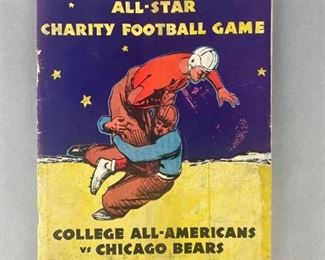 ALL-STAR
CHARITY FOOTBALL GAME
COLLEGE ALL-AMERICANS
vs CHICAGO BEARS